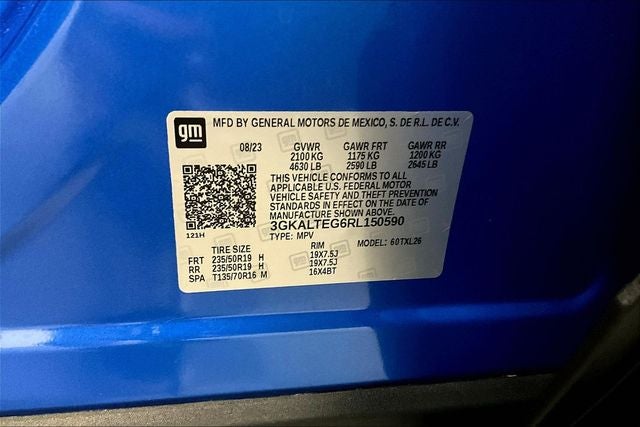 gm MFD BY GENERAL MOTORS DE MEXICO, S. DE R.L. DE C.V.
08/23 GVWR GAWR FRT GAWR RR
2100 KG 1175 KG 1200 KG
4630 LB 2590 LB 2645 LB
THIS VEHICLE CONFORMS TO ALL
APPLICABLE U.S. FEDERAL MOTOR
VEHICLE SAFETY AND THEFT PREVENTION
STANDARDS IN EFFECT ON THE DATE OF
MANUFACTURE SHOWN ABOVE.
3GKALTEG6RL150590
121H TYPE: MPV MODEL: 60TXL26
TIRE SIZE RIM
FRT 235/50R19 H 19X7.5J
RR 235/50R19 H 19X7.5J
SPA T135/70R16 M 16X4BT